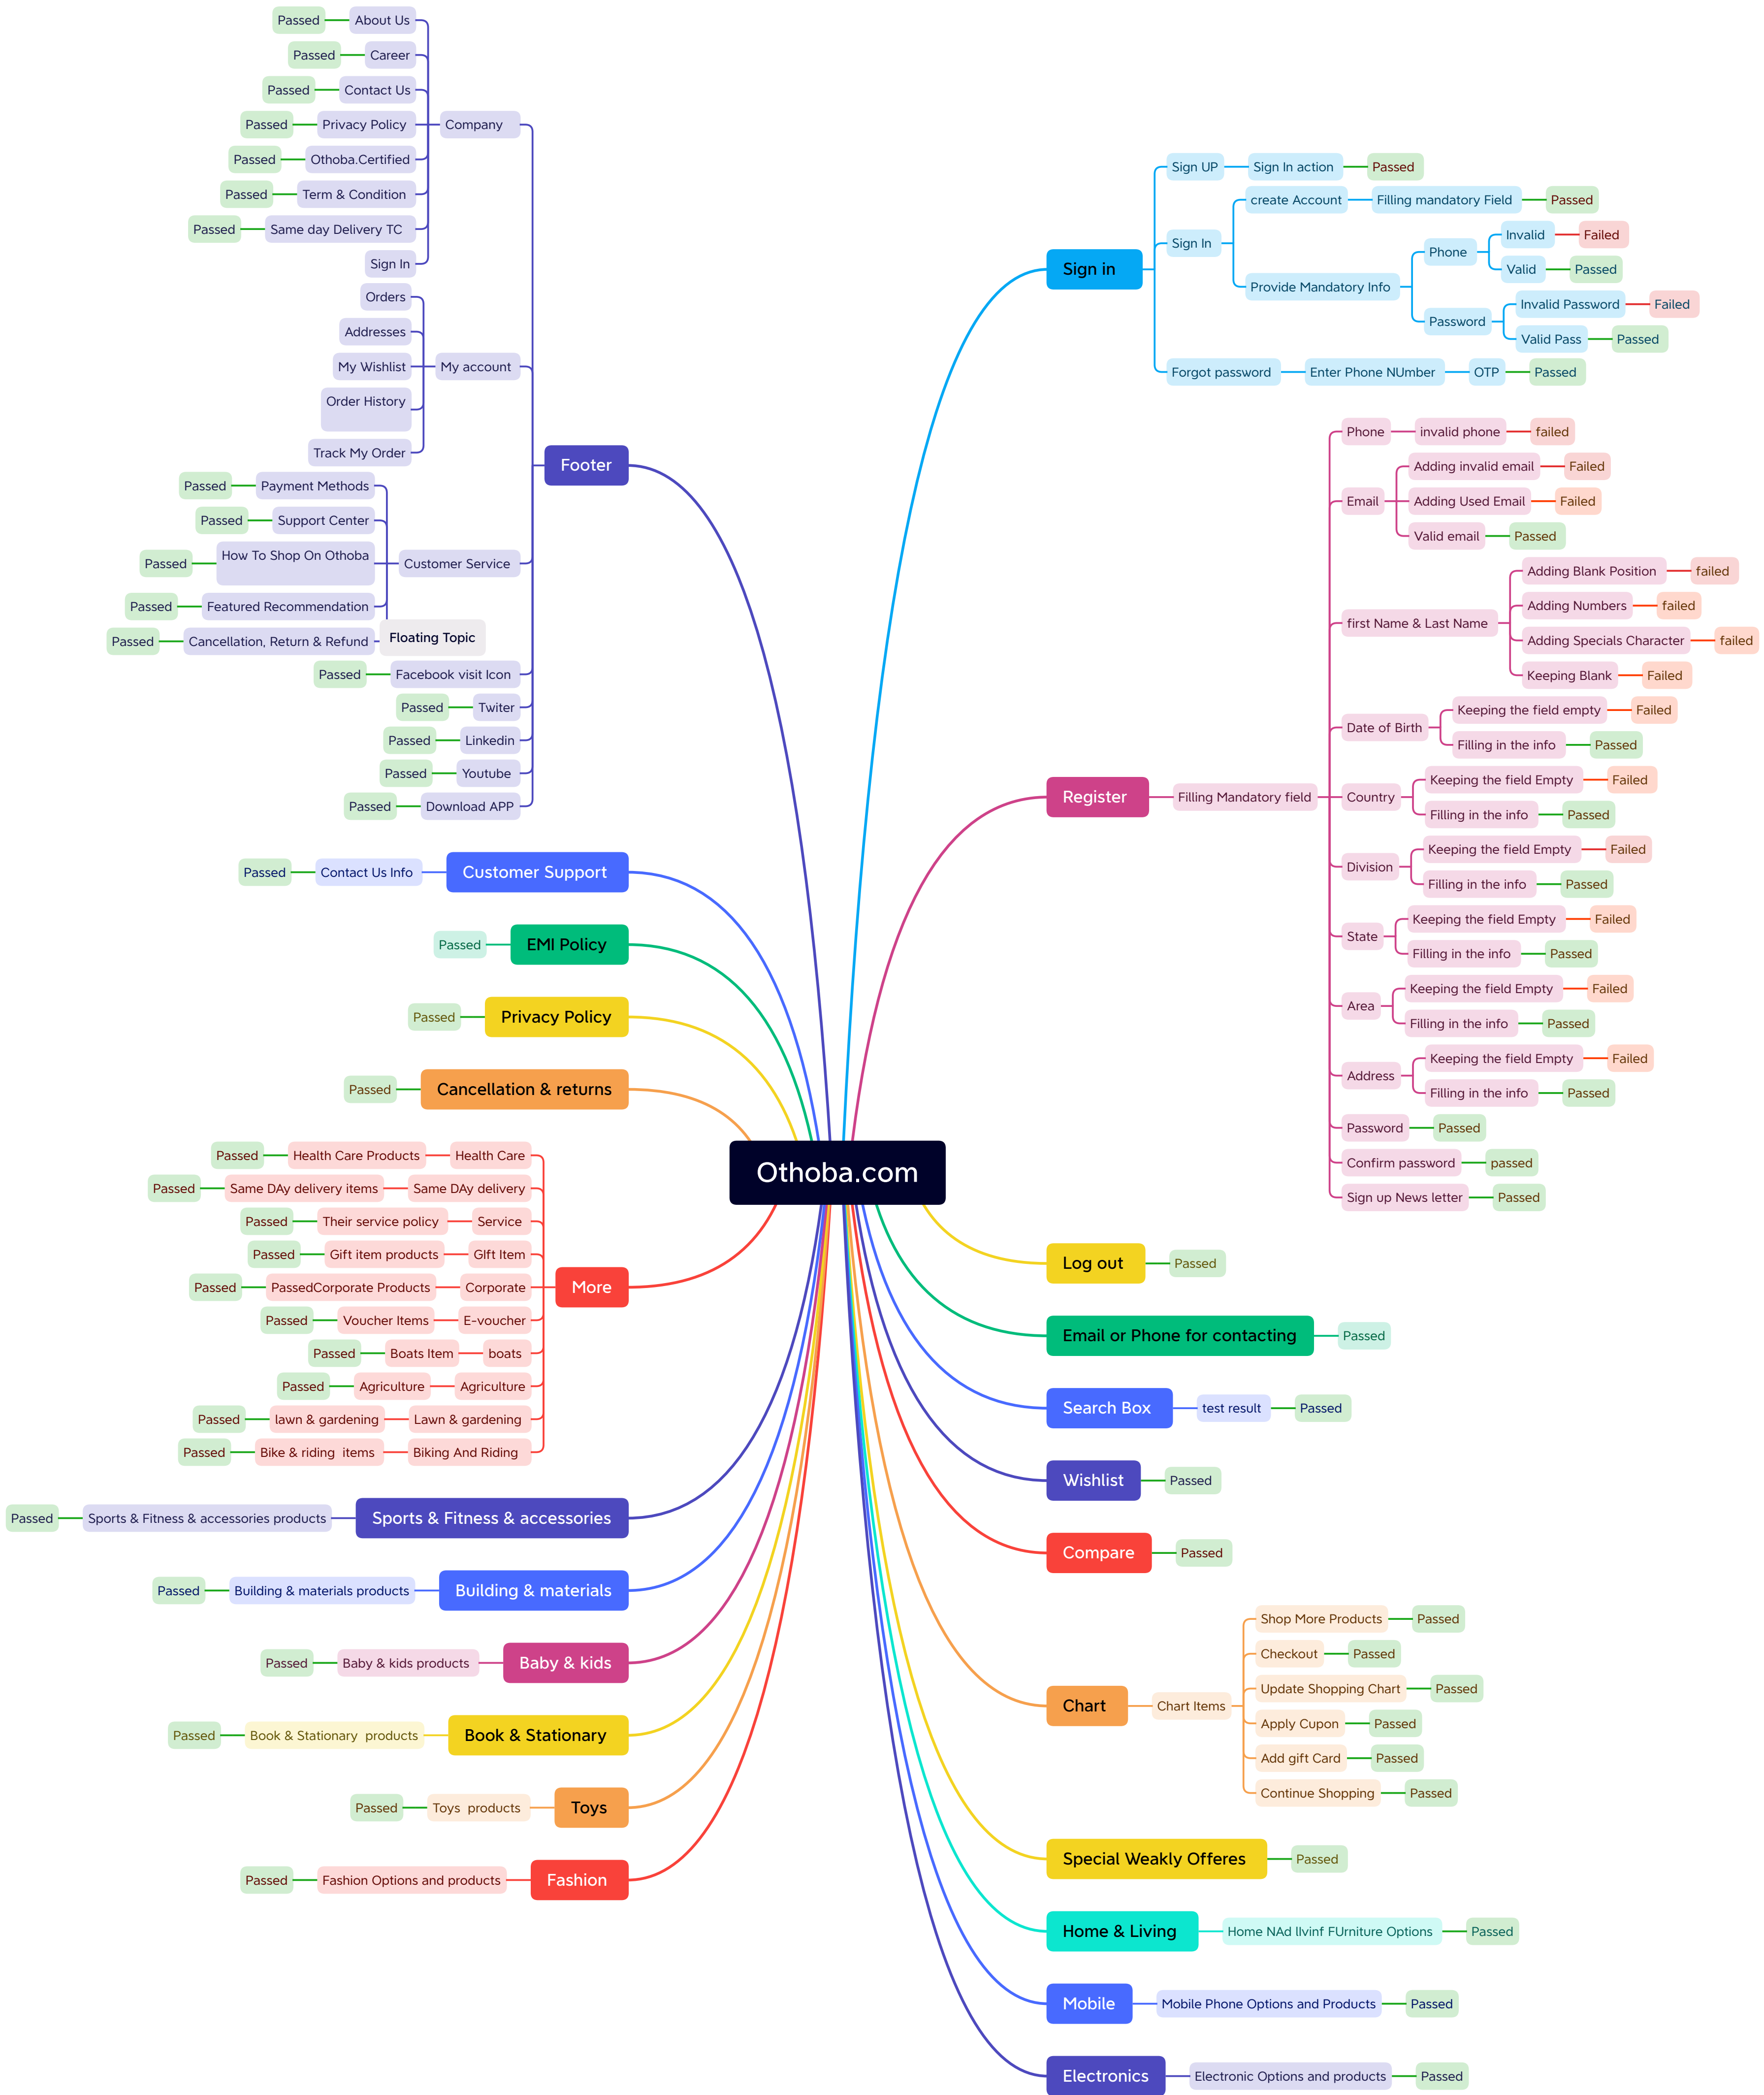 Othoba.com
Sign in
Sign UP
Sign In action
Passed
Sign In
create Account
Filling mandatory Field
Passed
Provide Mandatory Info
Phone
Invalid
Failed
Valid
Passed
Password
Invalid Password
Failed
Valid Pass
Passed
Forgot password
Enter Phone NUmber
OTP
Passed
Register
Filling Mandatory field
Phone
invalid phone
failed
Email
Adding invalid email
Failed
Adding Used Email
Failed
Valid email
Passed
first Name & Last Name
Adding Blank Position
failed
Adding Numbers
failed
Adding Specials Character
failed
Keeping Blank
Failed
Date of Birth
Keeping the field empty
Failed
Filling in the info
Passed
Country
Keeping the field Empty
Failed
Filling in the info
Passed
Division
Keeping the field Empty
Failed
Filling in the info
Passed
State
Keeping the field Empty
Failed
Filling in the info
Passed
Area
Keeping the field Empty
Failed
Filling in the info
Passed
Address
Keeping the field Empty
Failed
Filling in the info
Passed
Password
Passed
Confirm password
passed
Sign up News letter
Passed
Log out
Passed
Email or Phone for contacting
Passed
Search Box
test result
Passed
Wishlist
Passed
Compare
Passed
Chart
Chart Items
Shop More Products
Passed
Checkout
Passed
Update Shopping Chart
Passed
Apply Cupon
Passed
Add gift Card
Passed
Continue Shopping
Passed
Special Weakly Offeres
Passed
Home & Living
Home NAd lIvinf FUrniture Options
Passed
Mobile
Mobile Phone Options and Products
Passed
Electronics
Electronic Options and products
Passed
Footer
Company
About Us
Passed
Career
Passed
Contact Us
Passed
Privacy Policy
Passed
Othoba.Certified
Passed
Term & Condition
Passed
Same day Delivery TC
Passed
Sign In
My account
Orders
Addresses
My Wishlist
Order History
Track My Order
Customer Service
Payment Methods
Passed
Support Center
Passed
How To Shop On Othoba
Passed
Featured Recommendation
Passed
Cancellation, Return & Refund
Passed
Floating Topic
Facebook visit Icon
Passed
Twiter
Passed
Linkedin
Passed
Youtube
Passed
Download APP
Passed
Customer Support
Contact Us Info
Passed
EMI Policy
Passed
Privacy Policy
Passed
Cancellation & returns
Passed
More
Health Care
Health Care Products
Passed
Same DAy delivery
Same DAy delivery items
Passed
Service
Their service policy
Passed
GIft Item
Gift item products
Passed
Corporate
PassedCorporate Products
Passed
E-voucher
Voucher Items
Passed
boats
Boats Item
Passed
Agriculture
Agriculture
Passed
Lawn & gardening
lawn & gardening
Passed
Biking And Riding
Bike & riding  items
Passed
Sports & Fitness & accessories
Sports & Fitness & accessories products
Passed
Building & materials
Building & materials products
Passed
Baby & kids
Baby & kids products
Passed
Book & Stationary
Book & Stationary  products
Passed
Toys
Toys  products
Passed
Fashion
Fashion Options and products
Passed